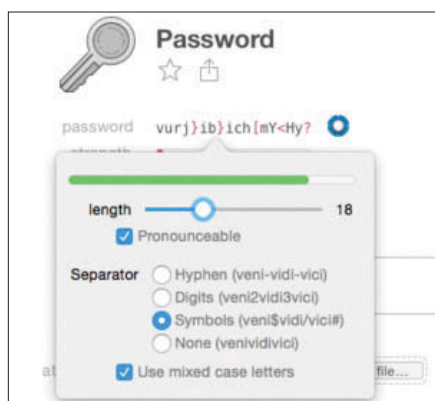 Password
password vurj}ib}ich[mY<Hy?
length 18
Pronounceable
Separator Hyphen (veni-vidi-vici)
Digits (veni2vidi3vici)
Symbols (veni$vidi/vici#)
None (venividivici)
at
Use mixed case letters
file...